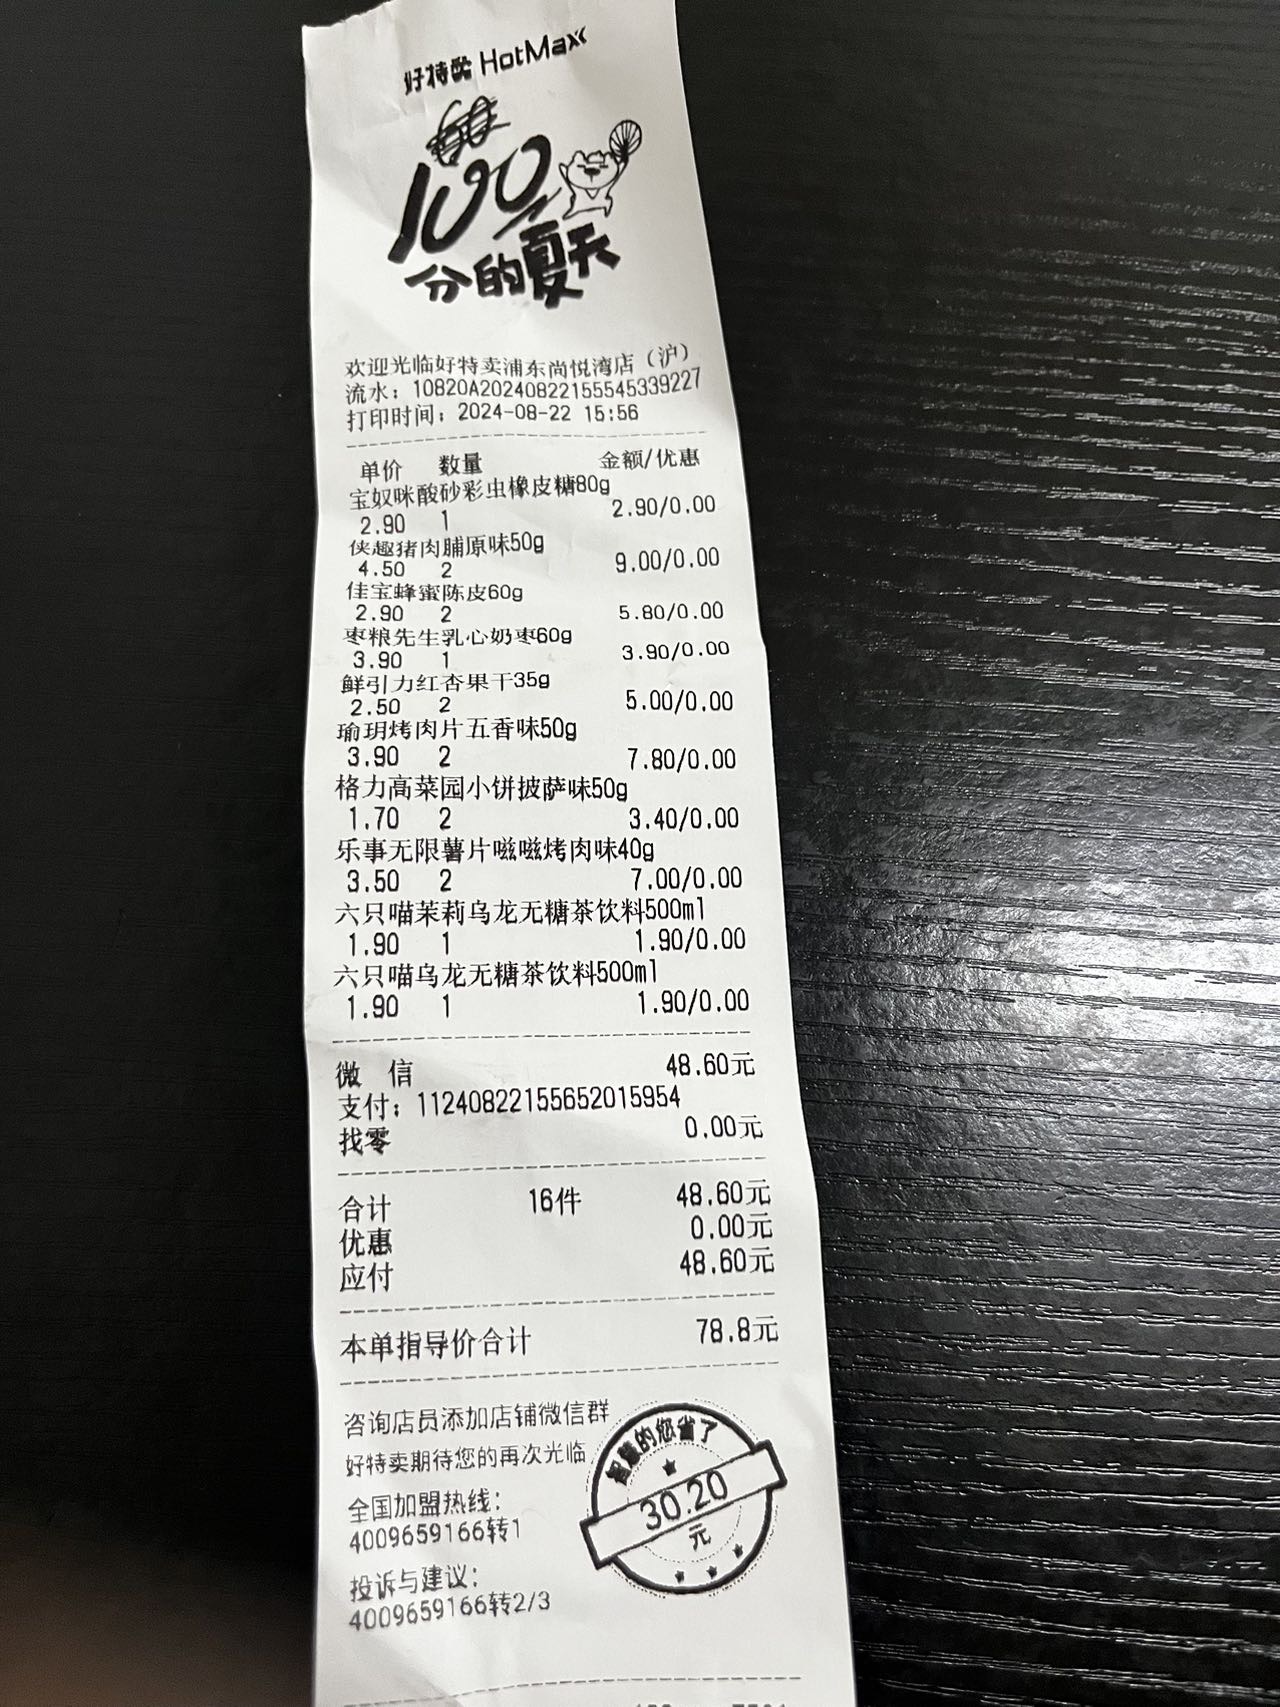 好特卖 HotMaxx
100
分的夏天
欢迎光临好特卖浦东尚悦湾店（沪）
流水：10820A20240822155545339227
打印时间：2024-08-22 15:56
单价 数量 金额/优惠
宝奴咪酸砂彩虫橡皮糖80g
2.90 1 2.90/0.00
侠趣猪肉脯原味50g
4.50 2 9.00/0.00
佳宝蜂蜜陈皮60g
2.90 2 5.80/0.00
枣粮先生乳心奶枣60g
3.90 1 3.90/0.00
鲜引力红杏果干35g
2.50 2 5.00/0.00
瑜玥烤肉片五香味50g
3.90 2 7.80/0.00
格力高菜园小饼披萨味50g
1.70 2 3.40/0.00
乐事无限薯片嗞嗞烤肉味40g
3.50 2 7.00/0.00
六只喵茉莉乌龙无糖茶饮料500ml
1.90 1 1.90/0.00
六只喵乌龙无糖茶饮料500ml
1.90 1 1.90/0.00
微 信 48.60元
支付：112408221556520​15954
找零 0.00元
合计 16件 48.60元
优惠 0.00元
应付 48.60元
本单指导价合计 78.8元
咨询店员添加店铺微信群
好特卖期待您的再次光临
全国加盟热线：
4009659166转1
投诉与建议：
4009659166转2/3
智慧的您省了
30.20
元